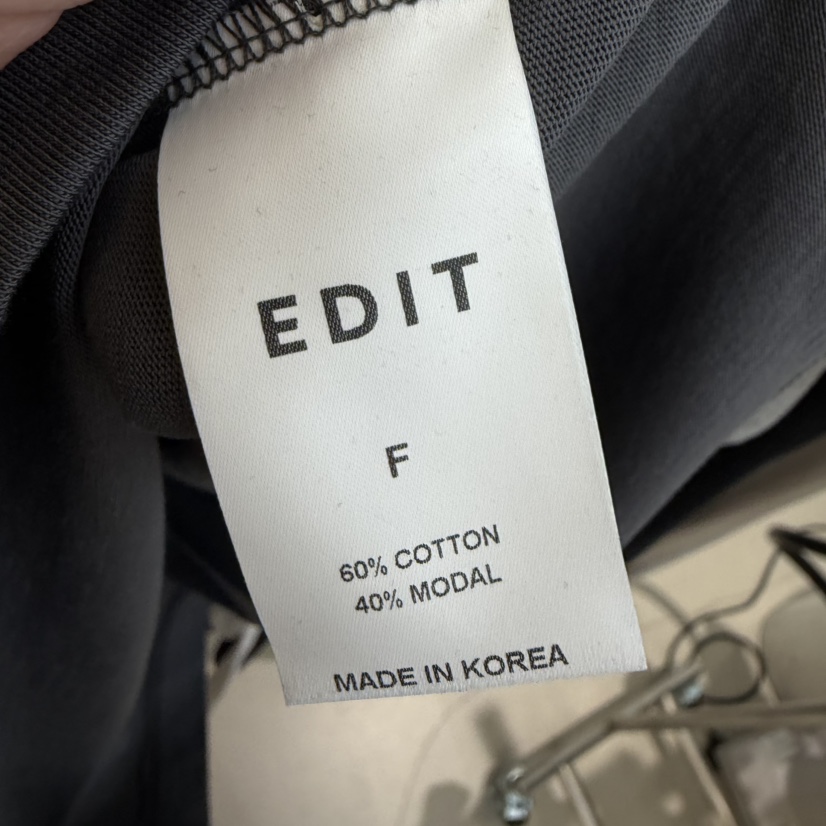 EDIT
F
60% COTTON
40% MODAL
MADE IN KOREA